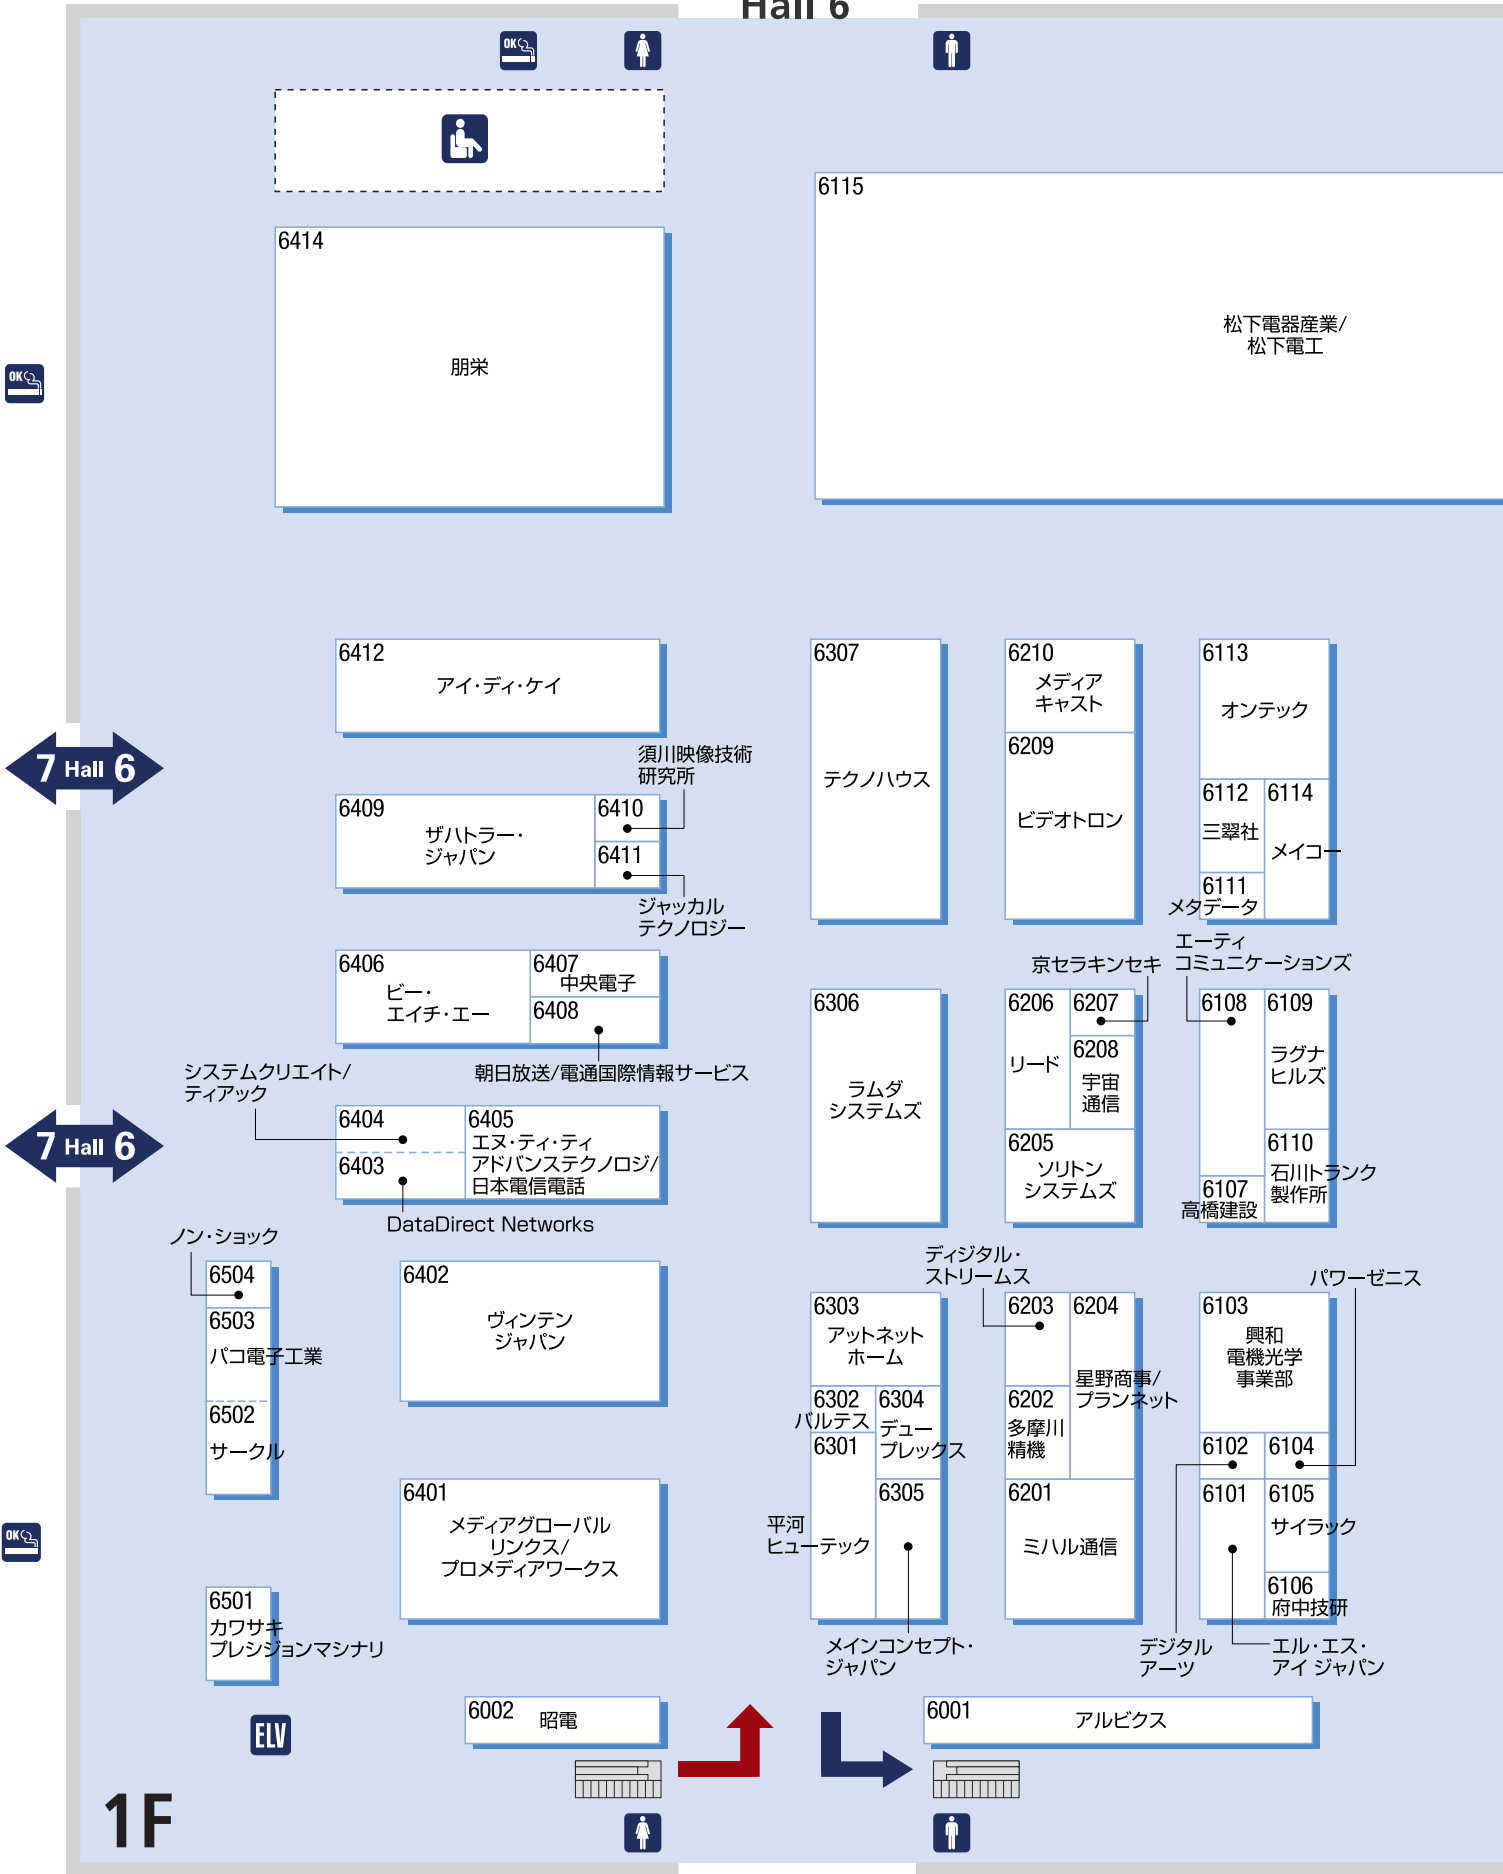 Hall 6
OK
6115
松下電器産業/
松下電工
6414
朋栄
OK
6412
アイ・ディ・ケイ
6307
テクノハウス
6210
メディア
キャスト
6209
ビデオトロン
6113
オンテック
7 Hall 6
須川映像技術
研究所
6409
ザハトラー・
ジャパン
6410
6411
ジャッカル
テクノロジー
6112
三翠社
6114
メイコー
6111
メタデータ
6406
ビー・
エイチ・エー
6407
中央電子
6408
朝日放送/電通国際情報サービス
京セラキンセキ
エーティ
コミュニケーションズ
6306
ラムダ
システムズ
6206
リード
6207
6208
宇宙
通信
6205
ソリトン
システムズ
6108
6109
ラグナ
ヒルズ
6110
石川トランク
製作所
6107
高橋建設
システムクリエイト/
ティアック
7 Hall 6
6404
6403
6405
エヌ・ティ・ティ
アドバンステクノロジ/
日本電信電話
DataDirect Networks
ノン・ショック
6504
6503
パコ電子工業
6502
サークル
6402
ヴィンテン
ジャパン
ディジタル・
ストリームス
パワーゼニス
6303
アットネット
ホーム
6302
バルテス
6304
デュー
プレックス
6301
平河
ヒューテック
6305
メインコンセプト・
ジャパン
6203
6204
星野商事/
プランネット
6202
多摩川
精機
6201
ミハル通信
6103
興和
電機光学
事業部
6102
6104
6101
6105
サイラック
6106
府中技研
デジタル
アーツ
エル・エス・
アイ ジャパン
6401
メディアグローバル
リンクス/
プロメディアワークス
OK
6501
カワサキ
プレシジョンマシナリ
6002
昭電
6001
アルビクス
ELV
1F